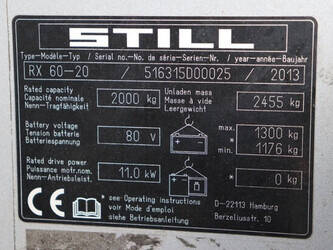 STILL
Type-Modèle-Typ / Serial no.-No. de série-Serien-Nr. / year-année-Baujahr
RX 60-20 / 516315D00025 / 2013
Rated capacity
Capacité nominale
Nenn-Tragfähigkeit
2000 kg
Unladen mass
Masse à vide
Leergewicht
2455 kg
Battery voltage
Tension batterie
Batteriespannung
80 V
max. 1300 kg
* min. 1176 kg
* 0 kg
Rated drive power
Puissance motr.nom.
Nenn-Antriebsleist.
11.0 kW
CE
*see Operating instructions
voir Mode d'emploi
siehe Betriebsanleitung
D-22113 Hamburg
Berzeliusstr. 10